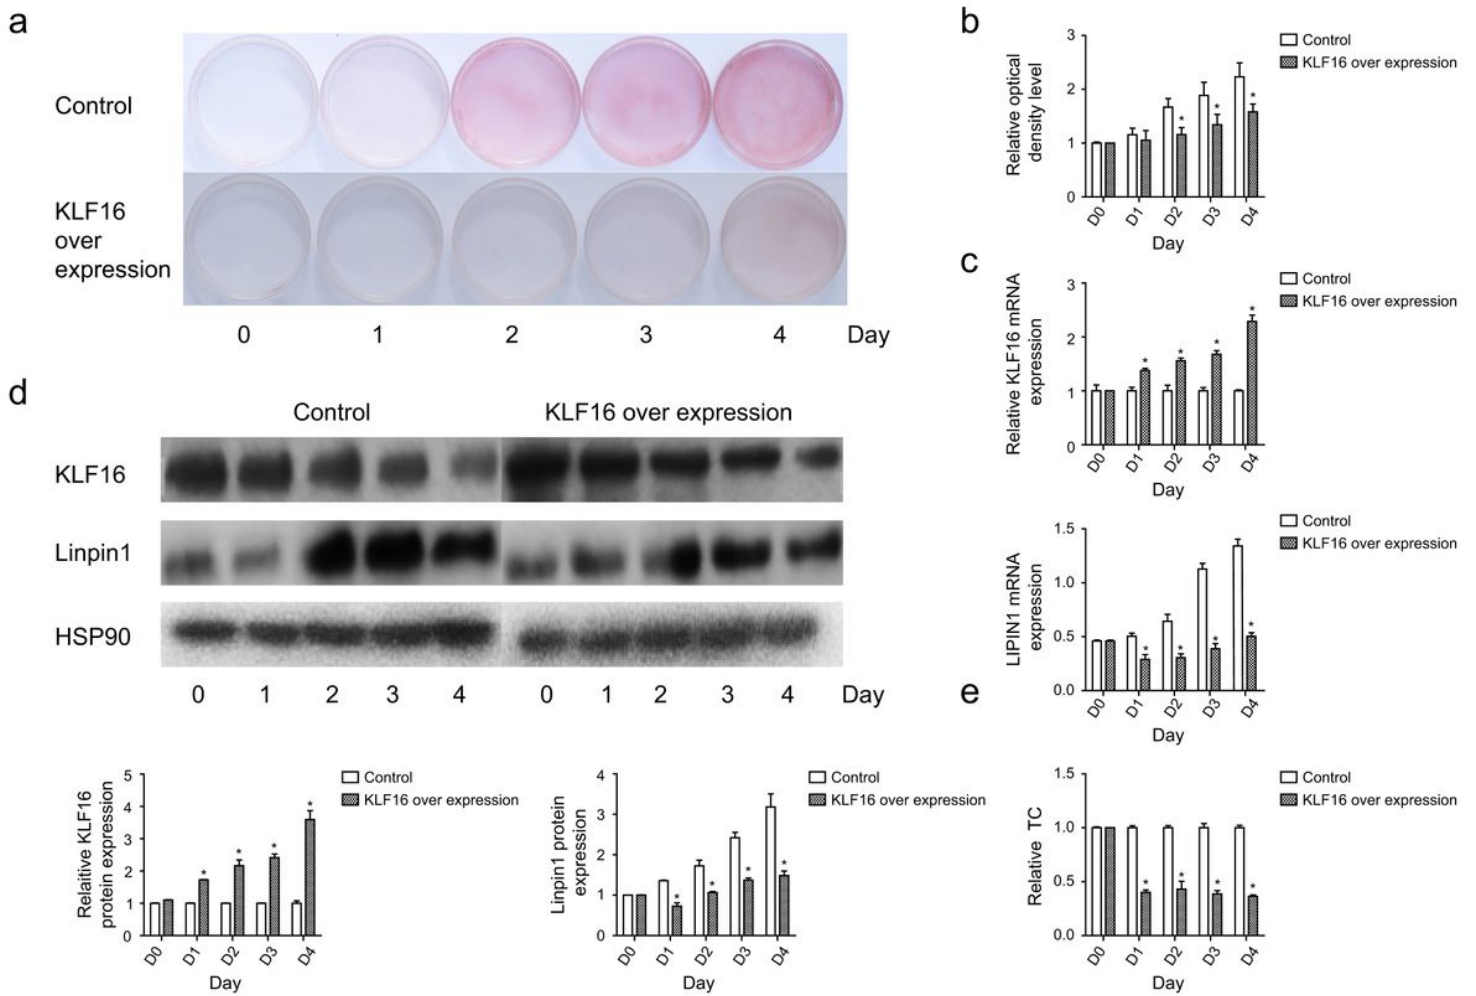 a
Control
KLF16
over
expression
0 1 2 3 4 Day
b
3
2
1
0
Relative optical
density level
D0 D1 D2 D3 D4
Day
Control
KLF16 over expression
c
3
2
1
0
Relative KLF16 mRNA
expression
D0 D1 D2 D3 D4
Day
Control
KLF16 over expression
1.5
1.0
0.5
0.0
LIPIN1 mRNA
expression
D0 D1 D2 D3 D4
Day
Control
KLF16 over expression
d
Control KLF16 over expression
KLF16
Linpin1
HSP90
0 1 2 3 4 0 1 2 3 4 Day
5
4
3
2
1
0
Relaitive KLF16
protein expression
D0 D1 D2 D3 D4
Day
Control
KLF16 over expression
4
3
2
1
0
Linpin1 protein
expression
D0 D1 D2 D3 D4
Day
Control
KLF16 over expression
e
1.5
1.0
0.5
0.0
Relative TC
D0 D1 D2 D3 D4
Day
Control
KLF16 over expression